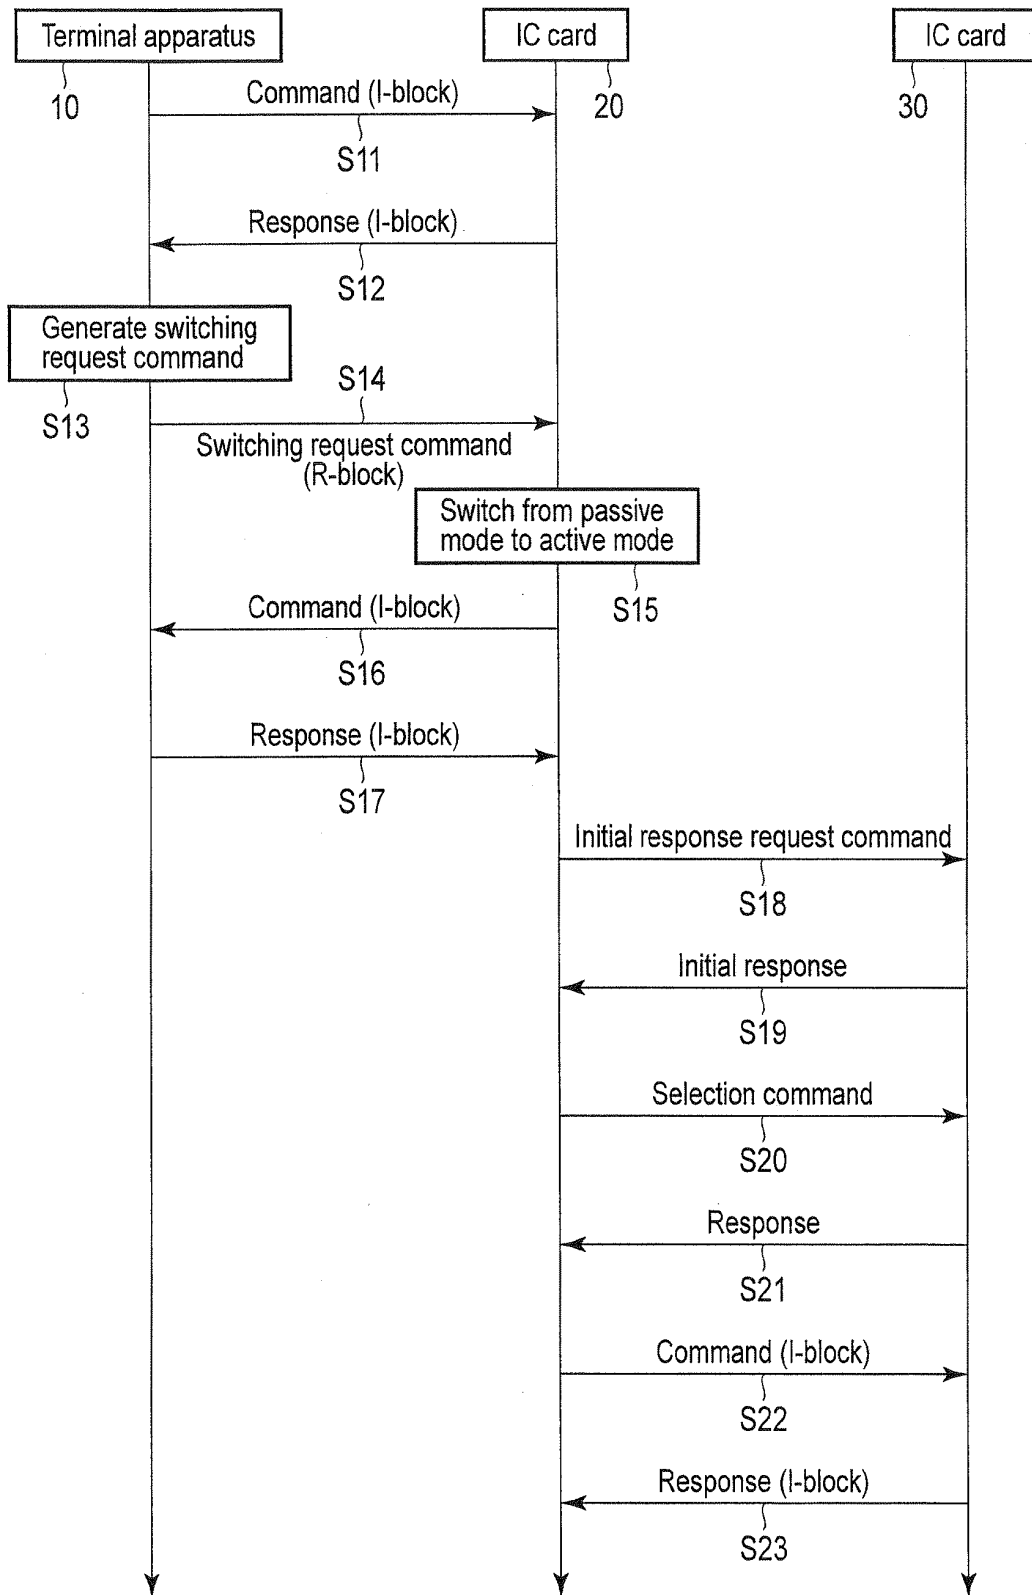 Terminal apparatus
IC card
IC card
10
20
30
Command (I-block)
S11
Response (I-block)
S12
Generate switching
request command
S13
S14
Switching request command
(R-block)
Switch from passive
mode to active mode
S15
Command (I-block)
S16
Response (I-block)
S17
Initial response request command
S18
Initial response
S19
Selection command
S20
Response
S21
Command (I-block)
S22
Response (I-block)
S23